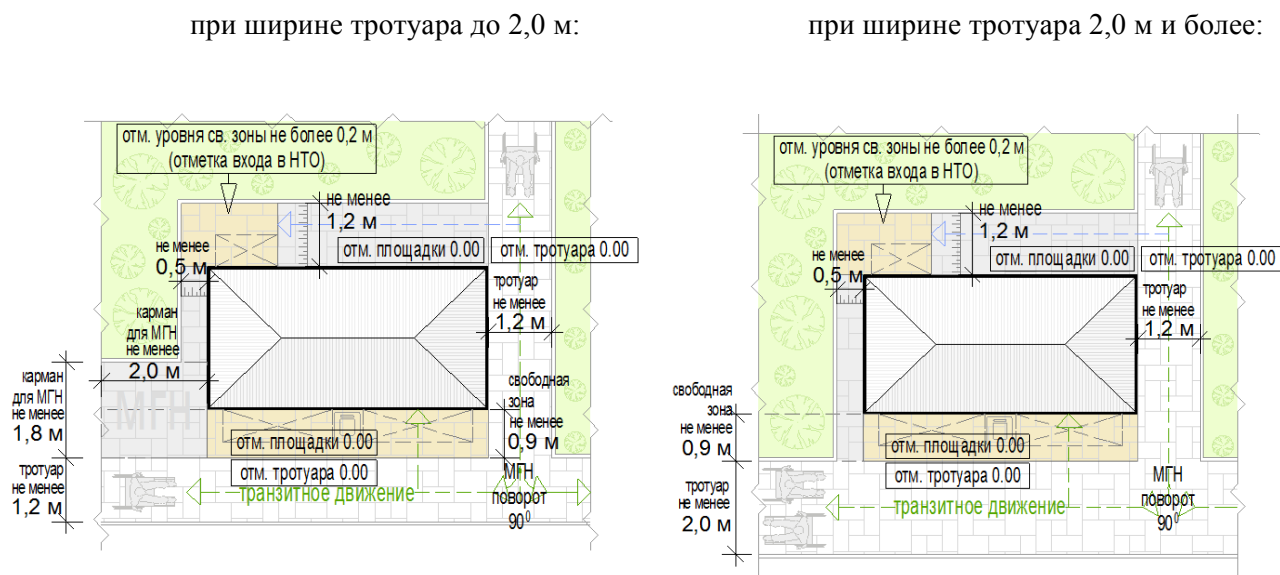 при ширине тротуара до 2,0 м:
отм. уровня св. зоны не более 0,2 м
(отметка входа в НТО)
не менее
1,2 м
отм. площадки 0.00
отм. тротуара 0.00
не менее
0,5 м
тротуар
не менее
1,2 м
карман
для МГН
не менее
2,0 м
карман
для МГН
не менее
1,8 м
МГН
свободная
зона
не менее
0,9 м
отм. площадки 0.00
отм. тротуара 0.00
тротуар
не менее
1,2 м
транзитное движение
МГН
поворот
90⁰
при ширине тротуара 2,0 м и более:
отм. уровня св. зоны не более 0,2 м
(отметка входа в НТО)
не менее
1,2 м
отм. площадки 0.00
отм. тротуара 0.00
не менее
0,5 м
тротуар
не менее
1,2 м
свободная
зона
не менее
0,9 м
отм. площадки 0.00
отм. тротуара 0.00
тротуар
не менее
2,0 м
транзитное движение
МГН
поворот
90⁰